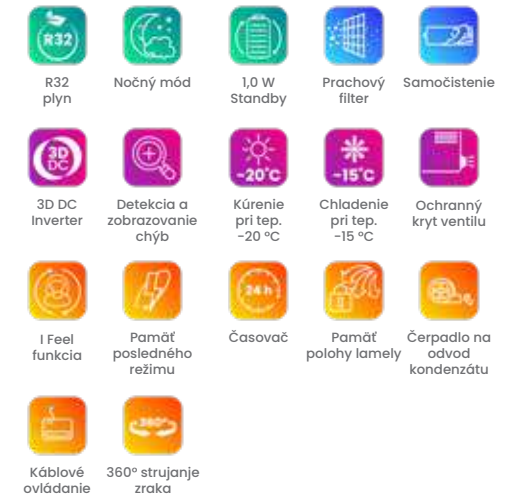 R32
R32
plyn
Nočný mód
1,0 W
Standby
Prachový
filter
Samočistenie
3D
DC
3D DC
Inverter
Detekcia a
zobrazovanie
chýb
-20°C
Kúrenie
pri tep.
-20 °C
-15°C
Chladenie
pri tep.
-15 °C
Ochranný
kryt ventilu
I Feel
funkcia
Pamäť
posledného
režimu
24h
Časovač
Pamäť
polohy lamely
Čerpadlo na
odvod
kondenzátu
Káblové
ovládanie
360°
360° strujanje
zraka